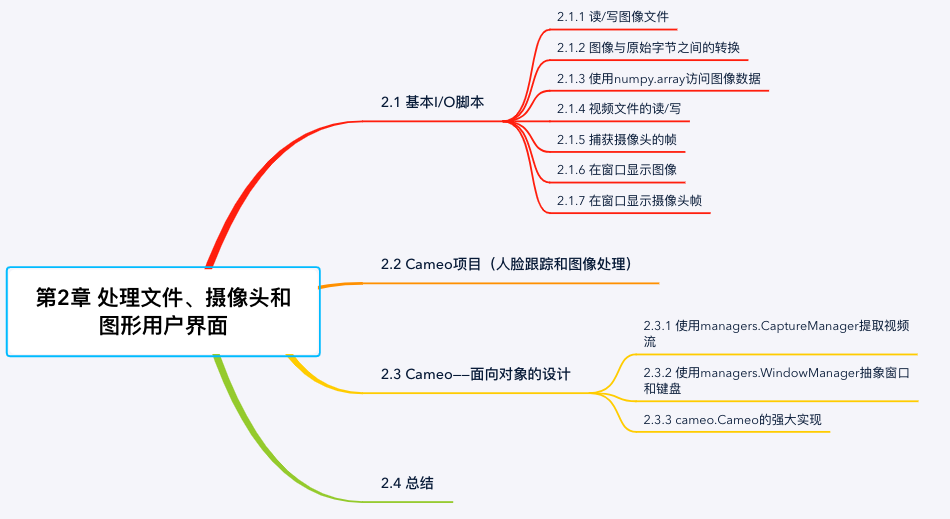 第2章 处理文件、摄像头和
图形用户界面
2.1 基本I/O脚本
2.1.1 读/写图像文件
2.1.2 图像与原始字节之间的转换
2.1.3 使用numpy.array访问图像数据
2.1.4 视频文件的读/写
2.1.5 捕获摄像头的帧
2.1.6 在窗口显示图像
2.1.7 在窗口显示摄像头帧
2.2 Cameo项目（人脸跟踪和图像处理）
2.3 Cameo——面向对象的设计
2.3.1 使用managers.CaptureManager提取视频
流
2.3.2 使用managers.WindowManager抽象窗口
和键盘
2.3.3 cameo.Cameo的强大实现
2.4 总结